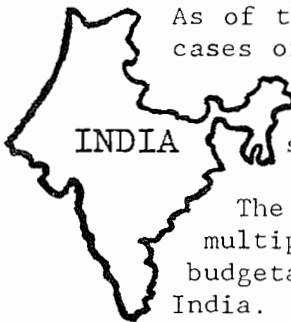 As of t
cases o
INDIA
s
The
multip
budgeta
India.